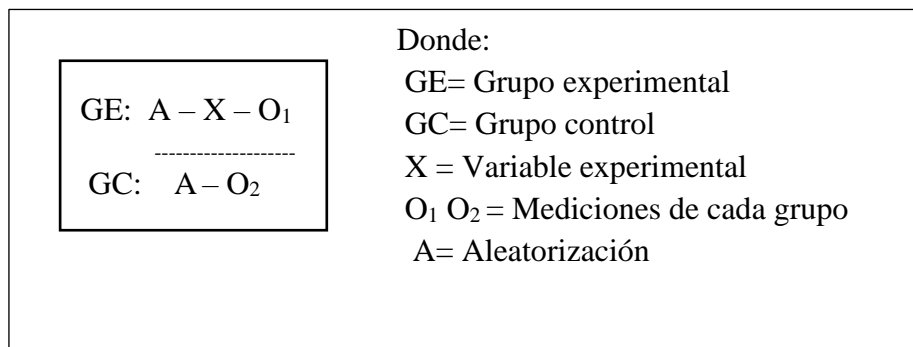 GE: A – X – O₁
--------------------
GC: A – O₂
Donde:
GE= Grupo experimental
GC= Grupo control
X = Variable experimental
O₁ O₂ = Mediciones de cada grupo
A= Aleatorización